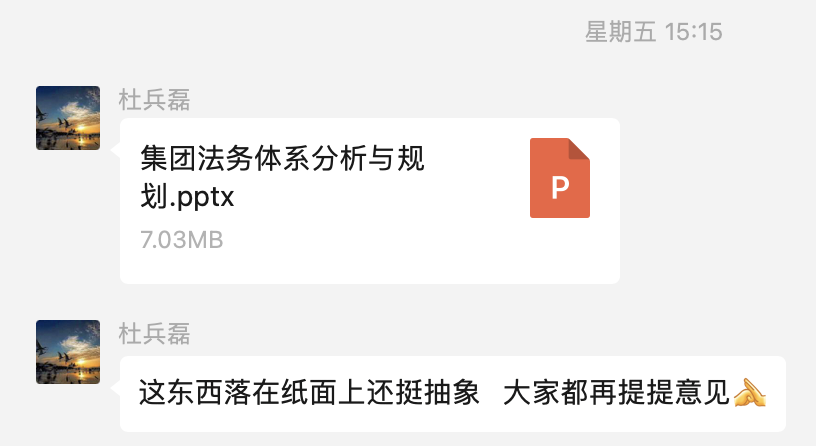 星期五 15:15
杜兵磊
集团法务体系分析与规
划.pptx
P
7.03MB
杜兵磊
这东西落在纸面上还挺抽象 大家都再提提意见